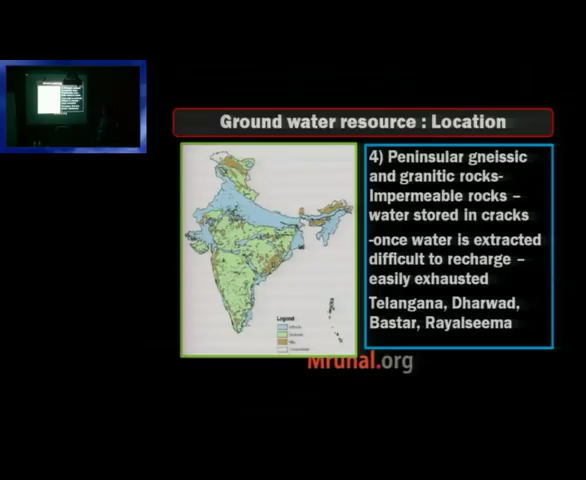 Ground water resource : Location
4) Peninsular gneissic
and granitic rocks-
Impermeable rocks –
water stored in cracks
-once water is extracted
difficult to recharge –
easily exhausted
Telangana, Dharwad,
Bastar, Rayalseema
Legend
Mrunal.org